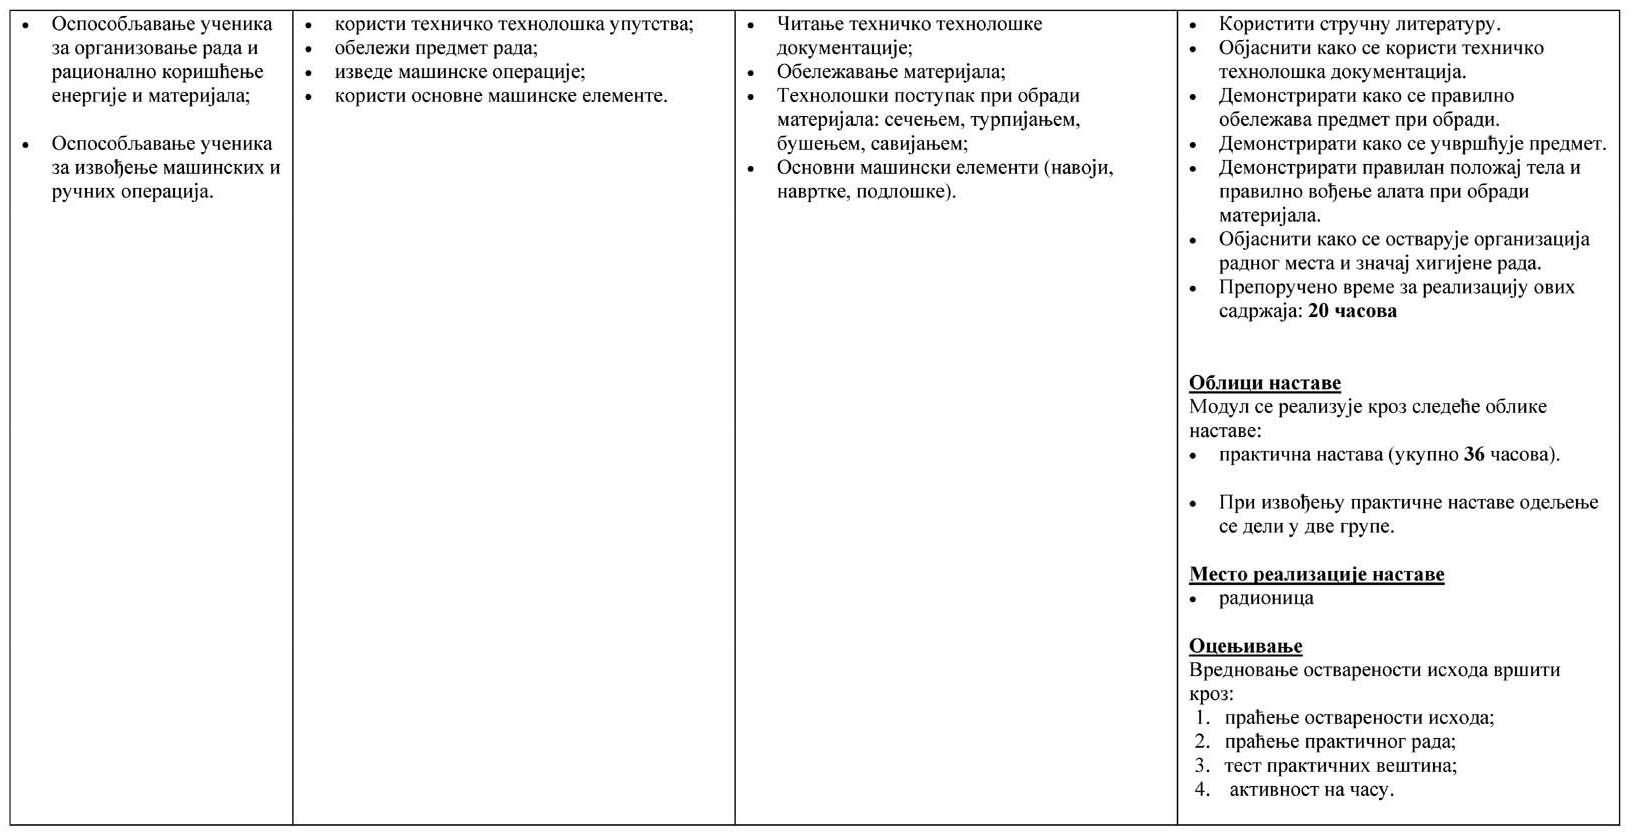 • Оспособљавање ученика
за организовање рада и
рационално коришћење
енергије и материјала;
• Оспособљавање ученика
за извођење машинских и
ручних операција.
• користи техничко технолошка упутства;
• обележи предмет рада;
• изведе машинске операције;
• користи основне машинске елементе.
• Читање техничко технолошке
документације;
• Обележавање материјала;
• Технолошки поступак при обради
материјала: сечењем, турпијањем,
бушењем, савијањем;
• Основни машински елементи (навоји,
навртке, подлошке).
• Користити стручну литературу.
• Објаснити како се користи техничко
технолошка документација.
• Демонстрирати како се правилно
обележава предмет при обради.
• Демонстрирати како се учвршћује предмет.
• Демонстрирати правилан положај тела и
правилно вођење алата при обради
материјала.
• Објаснити како се остварује организација
радног места и значај хигијене рада.
• Препоручено време за реализацију ових
садржаја: 20 часова
Облици наставе
Модул се реализује кроз следеће облике
наставе:
• практична настава (укупно 36 часова).
• При извођењу практичне наставе одељење
се дели у две групе.
Место реализације наставе
• радионица
Оцењивање
Вредновање остварености исхода вршити
кроз:
1. праћење остварености исхода;
2. праћење практичног рада;
3. тест практичних вештина;
4. активност на часу.